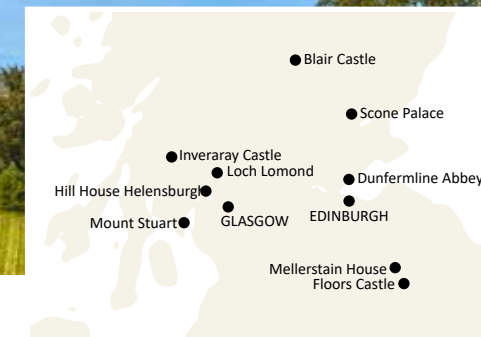 Blair Castle
Scone Palace
Inveraray Castle
Loch Lomond
Dunfermline Abbey
Hill House Helensburgh
GLASGOW
EDINBURGH
Mount Stuart
Mellerstain House
Floors Castle